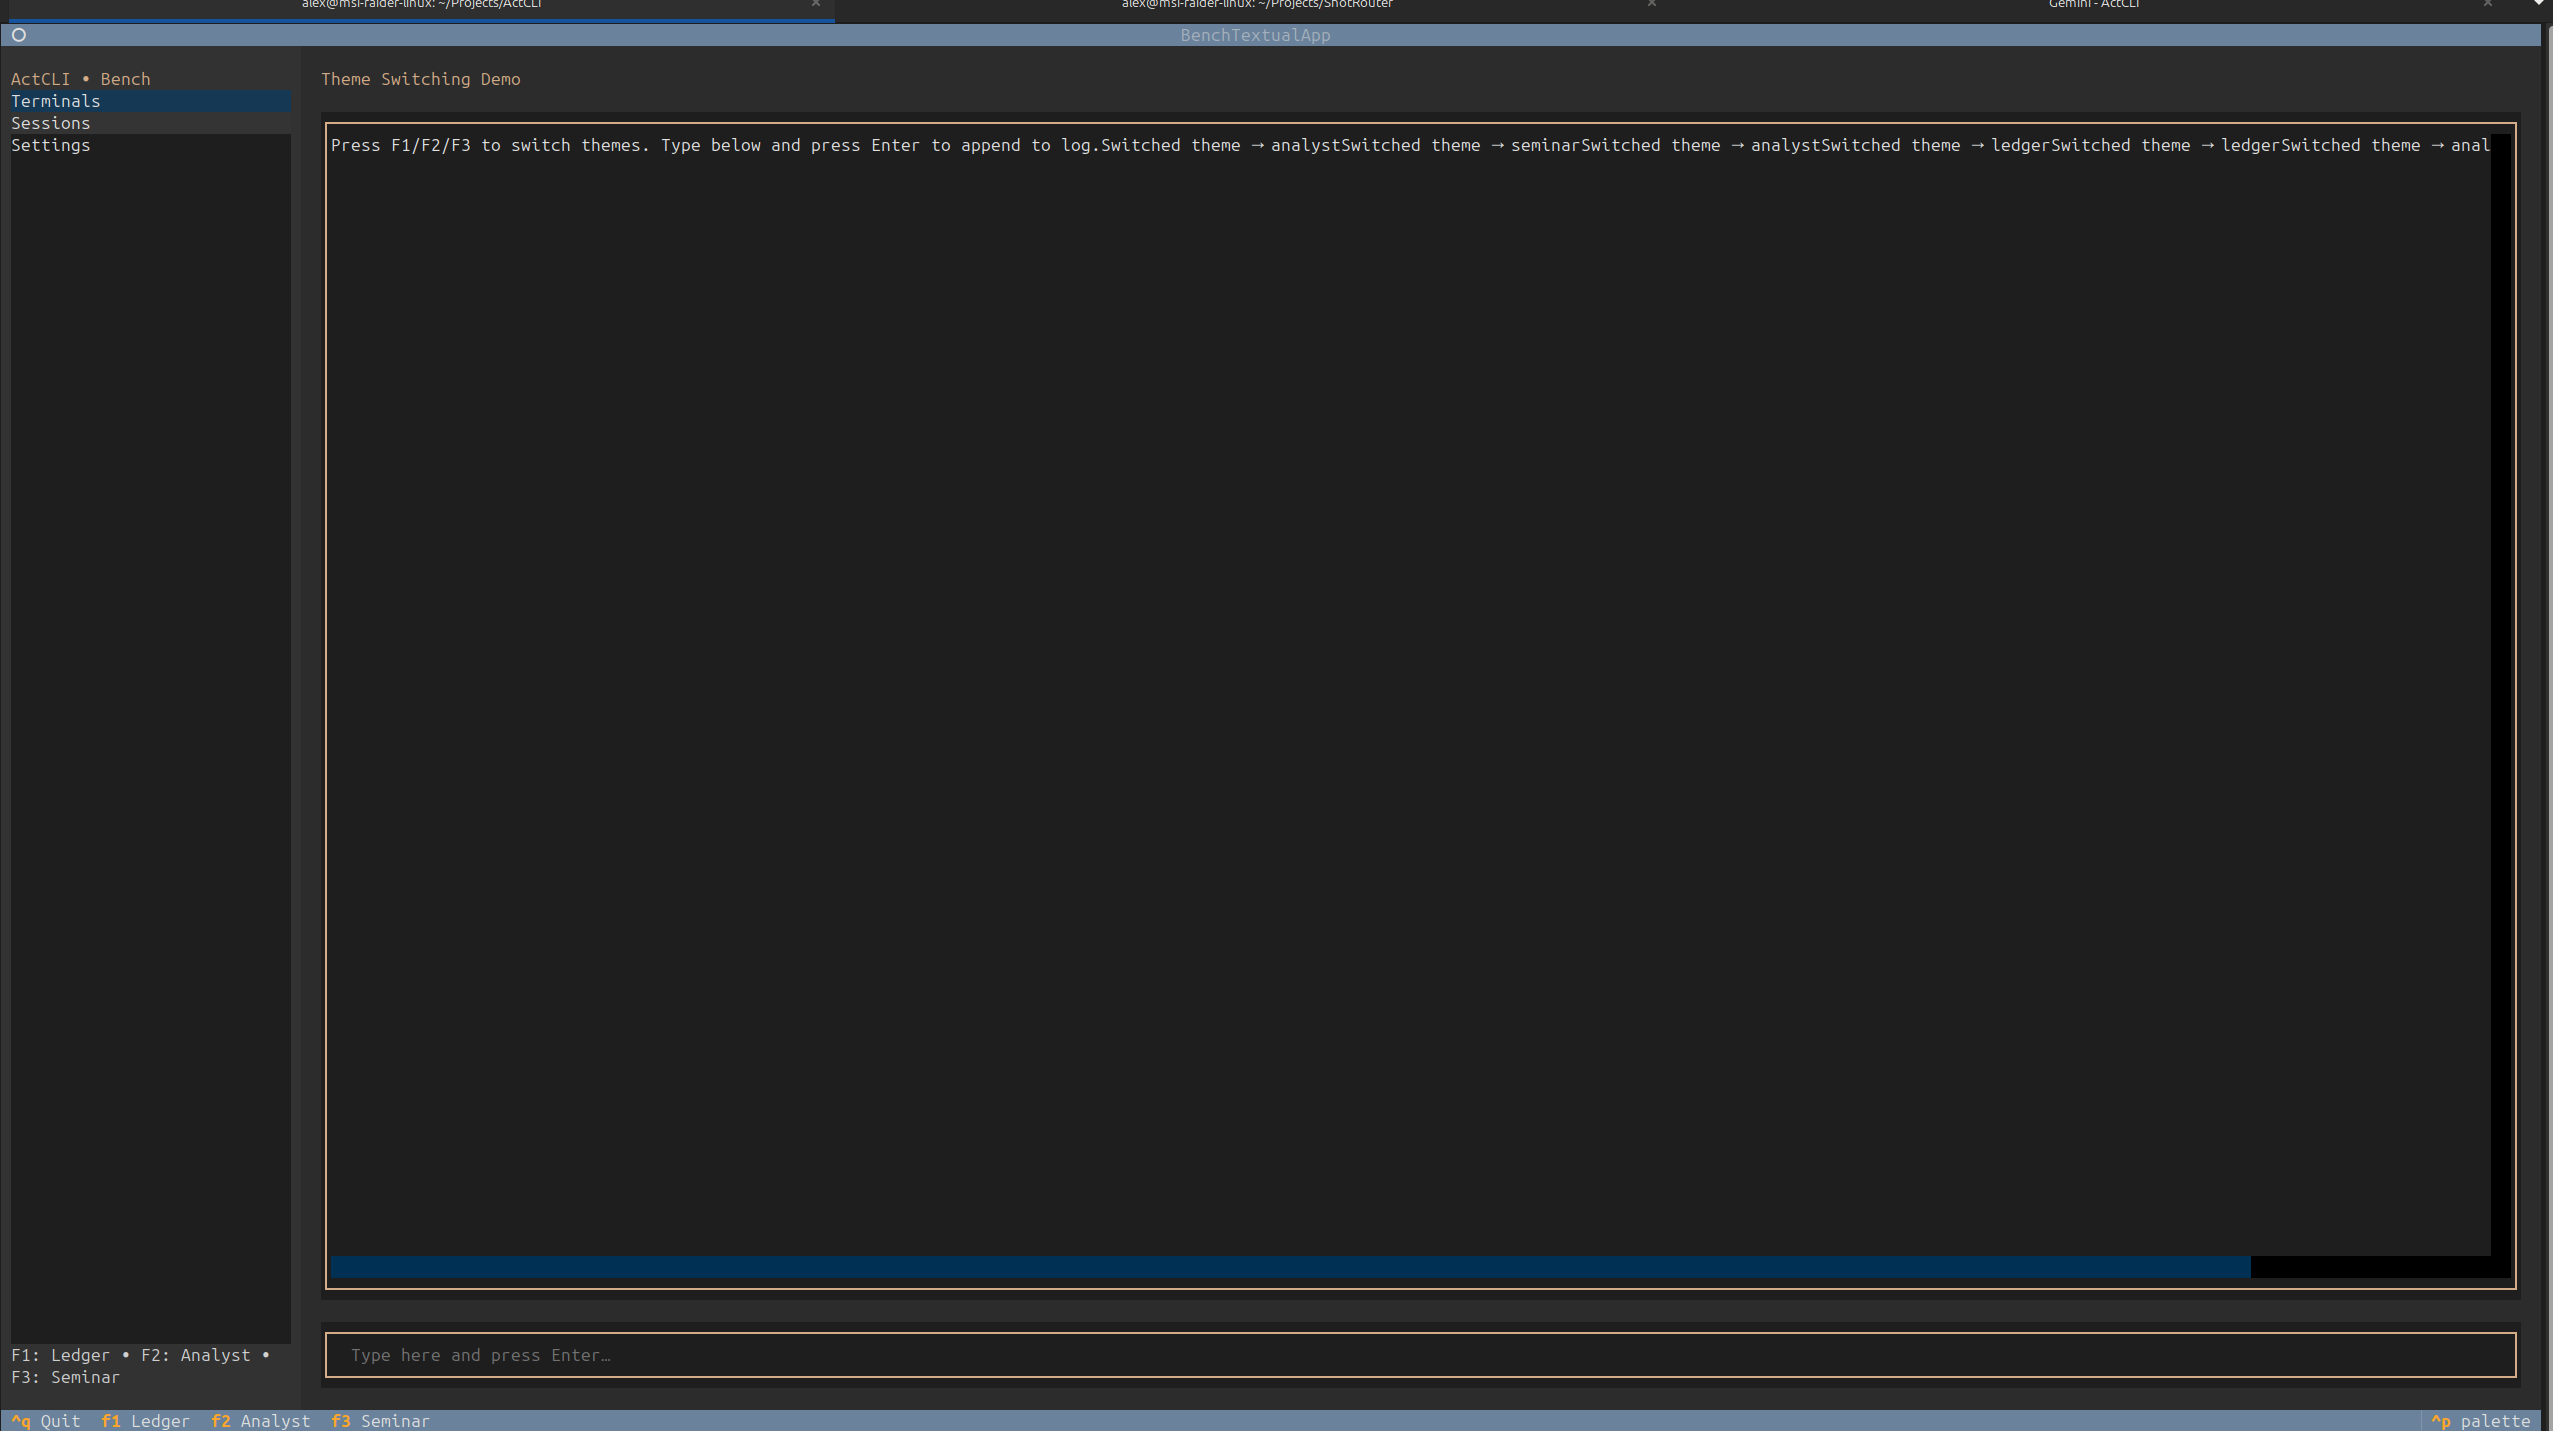 alex@msi-raider-linux: ~/Projects/ActCLI
alex@msi-raider-linux: ~/Projects/ShotRouter
Gemini - ActCLI
BenchTextualApp
ActCLI • Bench
Terminals
Sessions
Settings
Theme Switching Demo
Press F1/F2/F3 to switch themes. Type below and press Enter to append to log.Switched theme → analystSwitched theme → seminarSwitched theme → analystSwitched theme → ledgerSwitched theme → ledgerSwitched theme → anal
Type here and press Enter…
F1: Ledger • F2: Analyst •
F3: Seminar
^q Quit f1 Ledger f2 Analyst f3 Seminar
^p palette